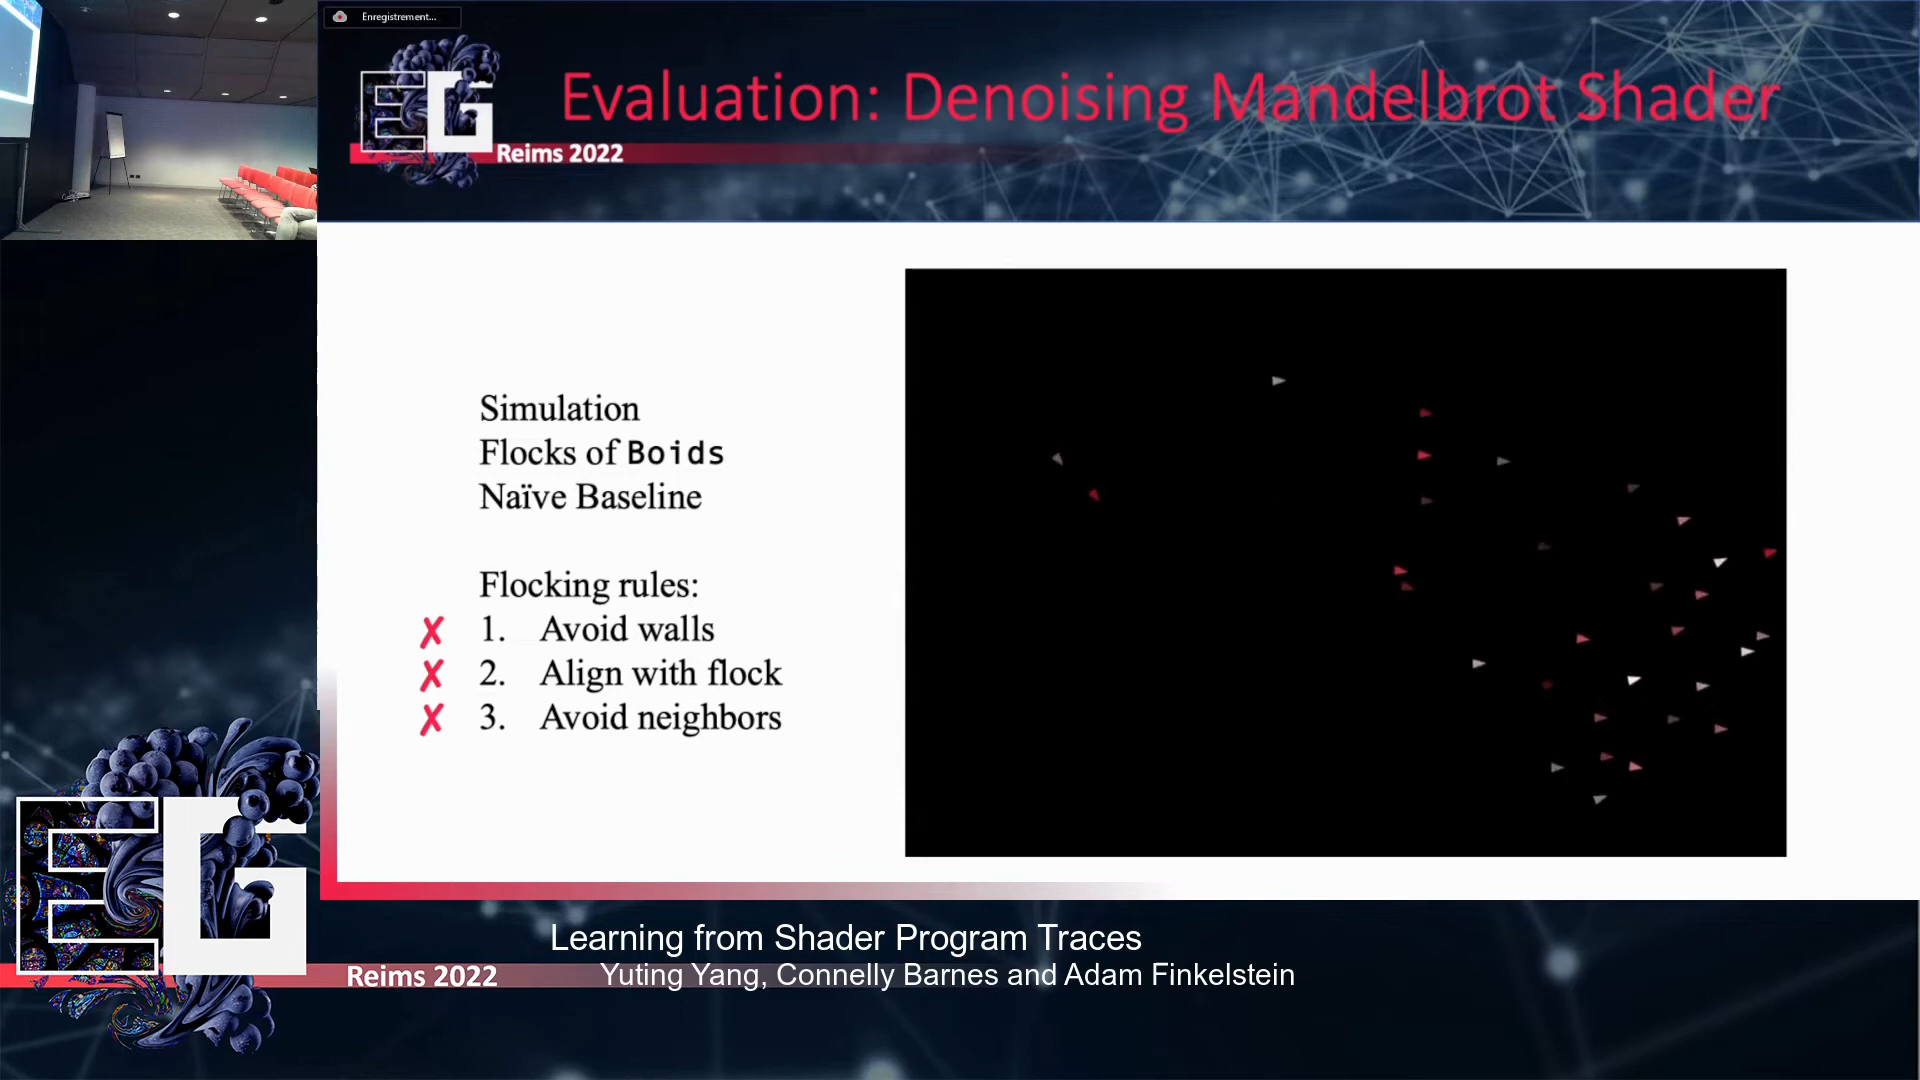 Enregistrement...
EG
Evaluation: Denoising Mandelbrot Shader
Reims 2022
Simulation
Flocks of Boids
Naïve Baseline
Flocking rules:
✗ 1. Avoid walls
✗ 2. Align with flock
✗ 3. Avoid neighbors
EG
Reims 2022
Learning from Shader Program Traces
Yuting Yang, Connelly Barnes and Adam Finkelstein